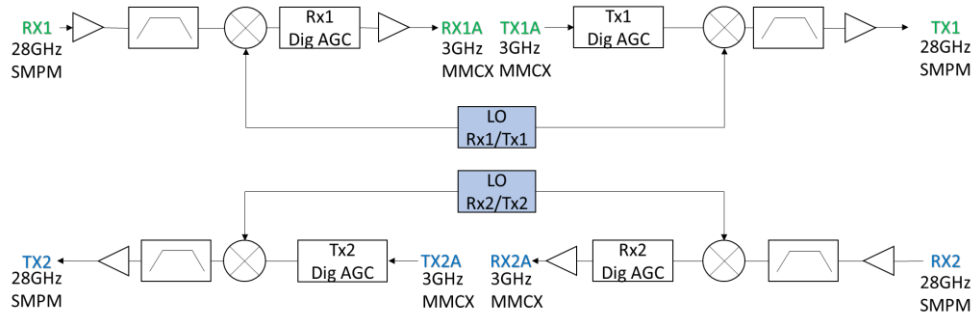 RX1
28GHz
SMPM
Rx1
Dig AGC
RX1A
3GHz
MMCX
TX1A
3GHz
MMCX
Tx1
Dig AGC
TX1
28GHz
SMPM
LO
Rx1/Tx1
LO
Rx2/Tx2
TX2
28GHz
SMPM
Tx2
Dig AGC
TX2A
3GHz
MMCX
RX2A
3GHz
MMCX
Rx2
Dig AGC
RX2
28GHz
SMPM